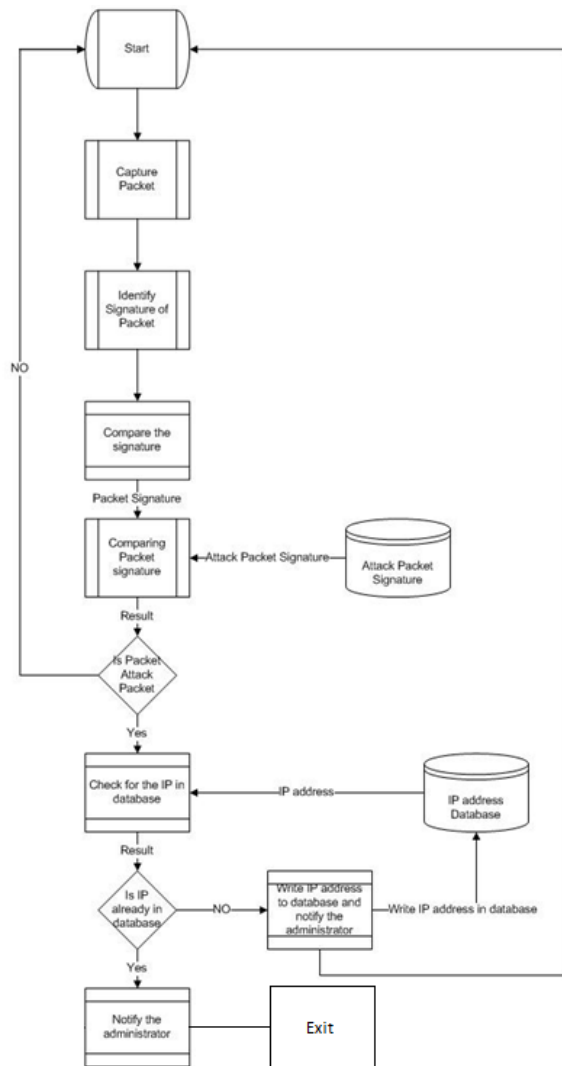 Start
Capture
Packet
Identify
Signature of
Packet
NO
Compare the
signature
Packet Signature
Comparing
Packet
signature
Attack Packet Signature
Attack Packet
Signature
Result
Is Packet
Attack
Packet
Yes
Check for the IP in
database
IP address
IP address
Database
Result
Is IP
already in
database
NO
Write IP address
to database and
notify the
administrator
Write IP address in database
Yes
Notify the
administrator
Exit